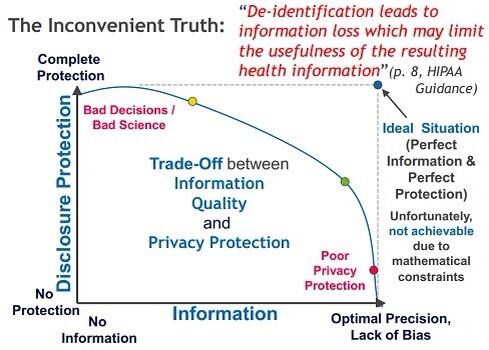 The Inconvenient Truth:
“De-identification leads to
information loss which may limit
the usefulness of the resulting
health information”(p. 8, HIPAA
Guidance)
Complete
Protection
Bad Decisions /
Bad Science
Ideal Situation
(Perfect
Information &
Perfect
Protection)
Unfortunately,
not achievable
due to
mathematical
constraints
Disclosure Protection
Trade-Off between
Information
Quality
and
Privacy Protection
Poor
Privacy
Protection
No
Protection
No
Information
Information
Optimal Precision,
Lack of Bias